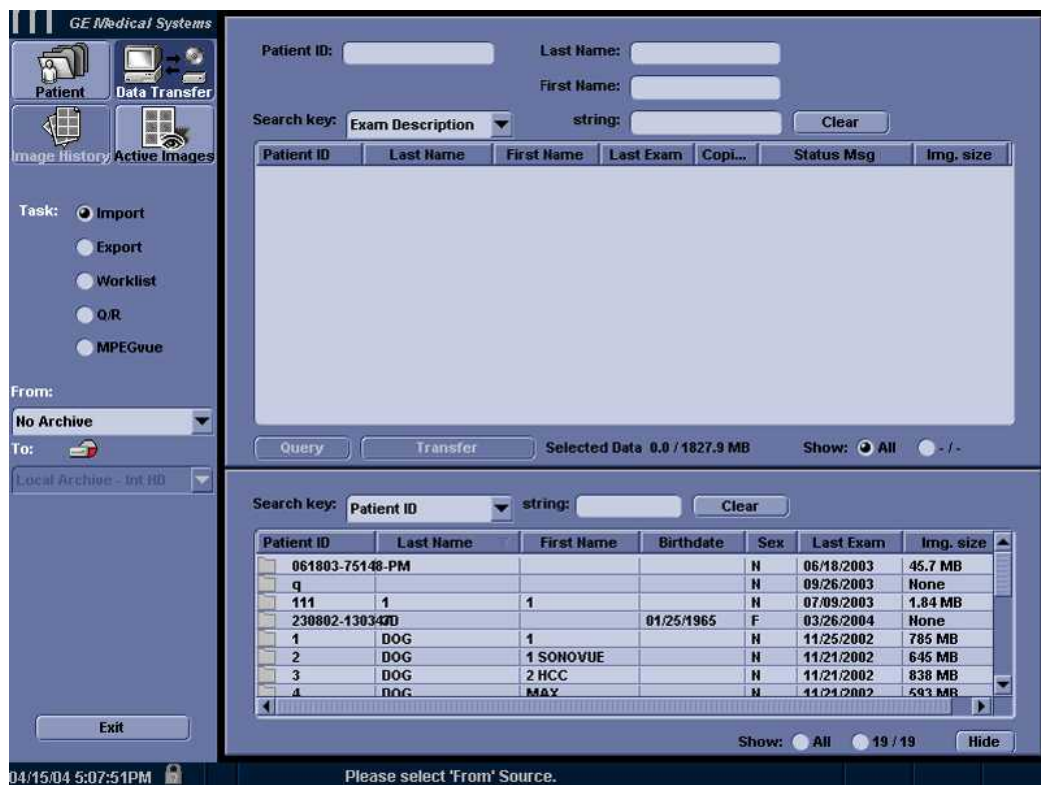 GE Medical Systems
Patient
Data Transfer
Image History
Active Images
Task:
Import
Export
Worklist
Q/R
MPEGvue
From:
No Archive
To:
Local Archive - Int HD
Exit
Patient ID:
Last Name:
First Name:
Search key: Exam Description string: Clear
Patient ID Last Name First Name Last Exam Copi... Status Msg Img. size
Query Transfer Selected Data 0.0 / 1827.9 MB Show: All - / -
Search key: Patient ID string: Clear
Patient ID Last Name First Name Birthdate Sex Last Exam Img. size
061803-75148-PM N 06/18/2003 45.7 MB
q N 09/26/2003 None
111 1 1 N 07/09/2003 1.84 MB
01/25/1965 F 03/26/2004 None
1 DOG 1 N 11/25/2002 785 MB
2 DOG 1 SONOVUE N 11/21/2002 645 MB
3 DOG 2 HCC N 11/21/2002 838 MB
4 DOG MAX N 11/21/2002 593 MB
Show: All 19 / 19 Hide
04/15/04 5:07:51PM Please select 'From' Source.